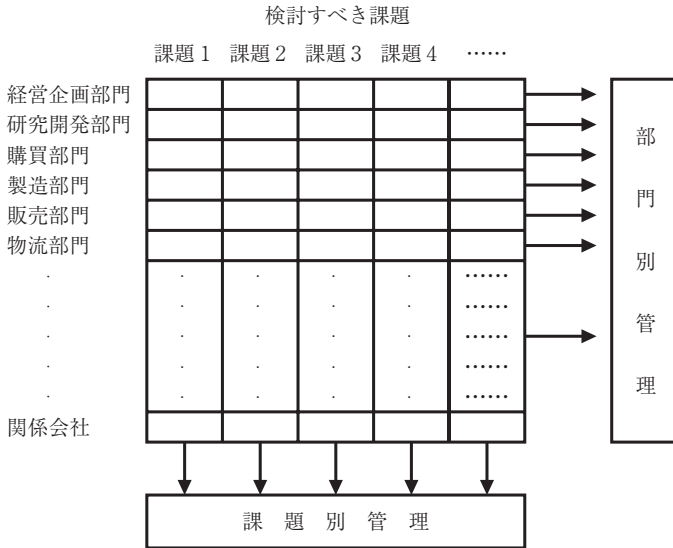 検討すべき課題
課題1 課題2 課題3 課題4 ……
経営企画部門
研究開発部門
購買部門
製造部門
販売部門
物流部門
・ ・ ・ ・ ・ ……
・ ・ ・ ・ ・ ……
・ ・ ・ ・ ・ ……
・ ・ ・ ・ ・ ……
・ ・ ・ ・ ・ ……
関係会社
部門別管理
課題別管理